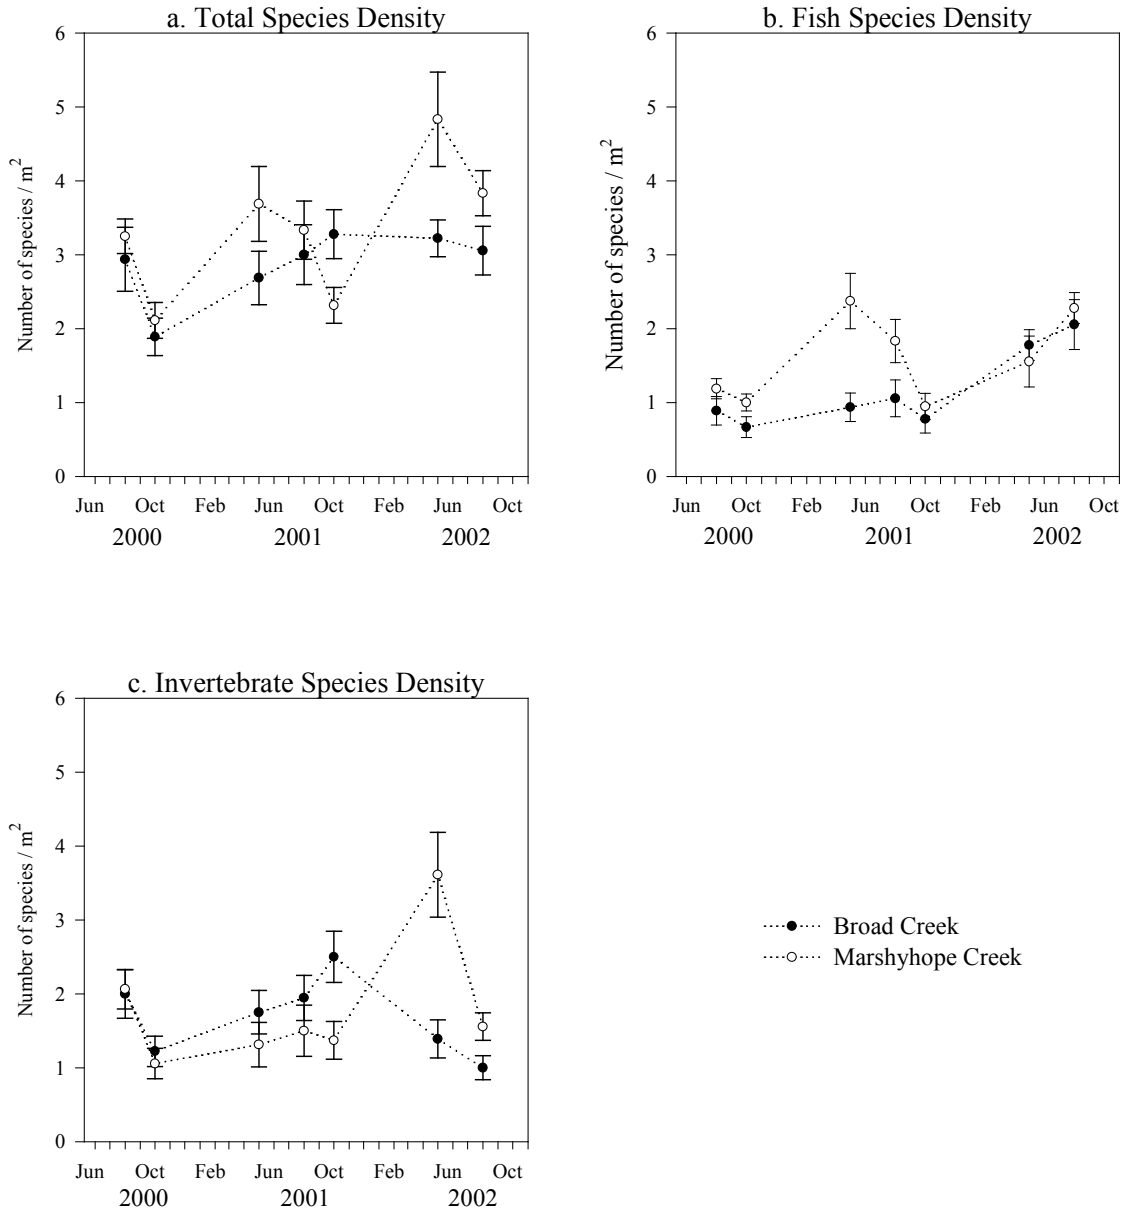 a. Total Species Density
Number of species / m²
6
5
4
3
2
1
0
Jun Oct Feb Jun Oct Feb Jun Oct
2000 2001 2002
b. Fish Species Density
Number of species / m²
6
5
4
3
2
1
0
Jun Oct Feb Jun Oct Feb Jun Oct
2000 2001 2002
c. Invertebrate Species Density
Number of species / m²
6
5
4
3
2
1
0
Jun Oct Feb Jun Oct Feb Jun Oct
2000 2001 2002
Broad Creek
Marshyhope Creek